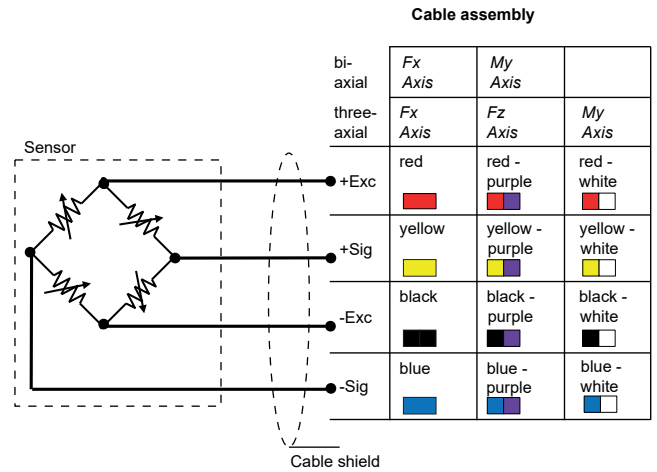 Cable assembly
bi-
axial
Fx
Axis
My
Axis
three-
axial
Fx
Axis
Fz
Axis
My
Axis
Sensor
+Exc
red
red -
purple
red -
white
+Sig
yellow
yellow -
purple
yellow -
white
-Exc
black
black -
purple
black -
white
-Sig
blue
blue -
purple
blue -
white
Cable shield